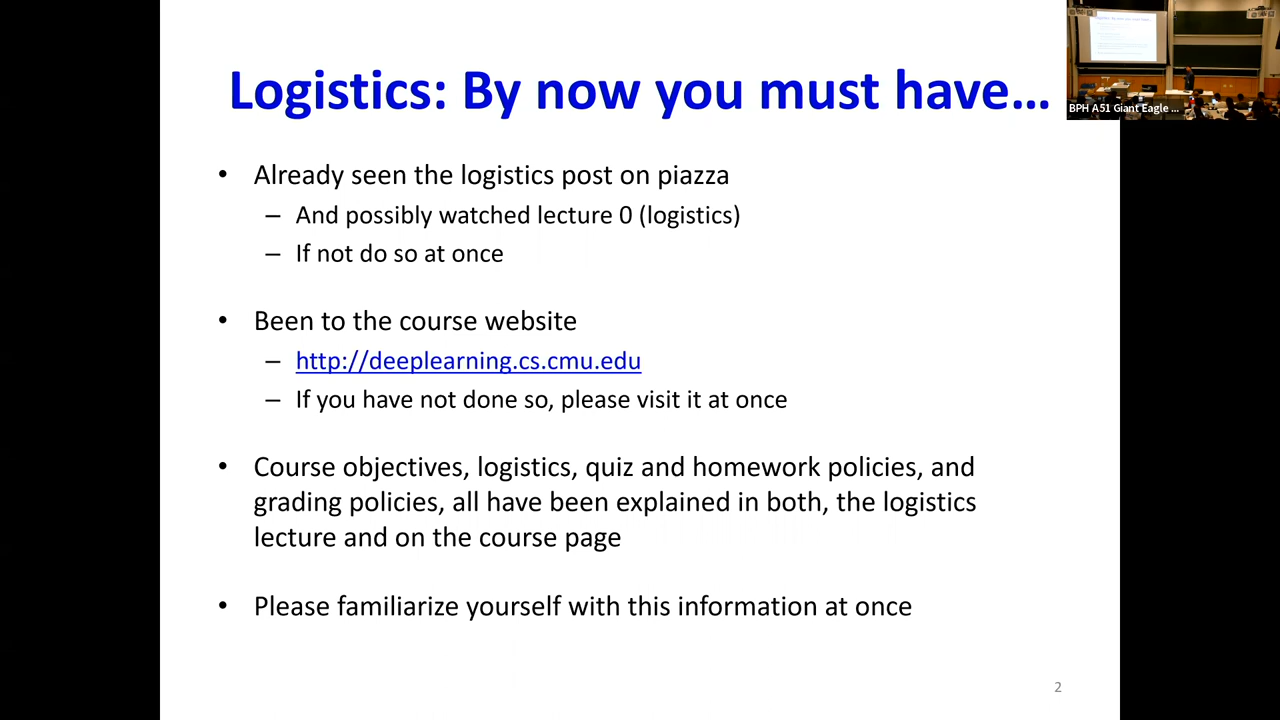 Logistics: By now you must have…
• Already seen the logistics post on piazza
– And possibly watched lecture 0 (logistics)
– If not do so at once
• Been to the course website
– http://deeplearning.cs.cmu.edu
– If you have not done so, please visit it at once
• Course objectives, logistics, quiz and homework policies, and
grading policies, all have been explained in both, the logistics
lecture and on the course page
• Please familiarize yourself with this information at once
2
BPH A51 Giant Eagle ...